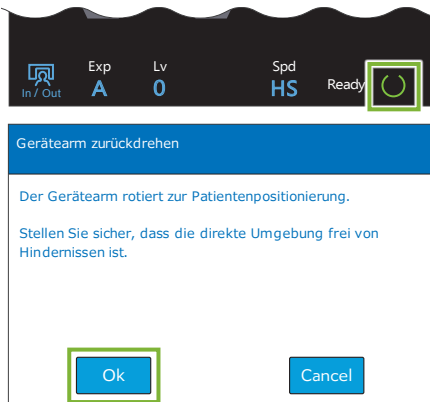 Exp Lv Spd
In / Out A 0 HS Ready
Gerätearm zurückdrehen
Der Gerätearm rotiert zur Patientenpositionierung.
Stellen Sie sicher, dass die direkte Umgebung frei von
Hindernissen ist.
Ok Cancel